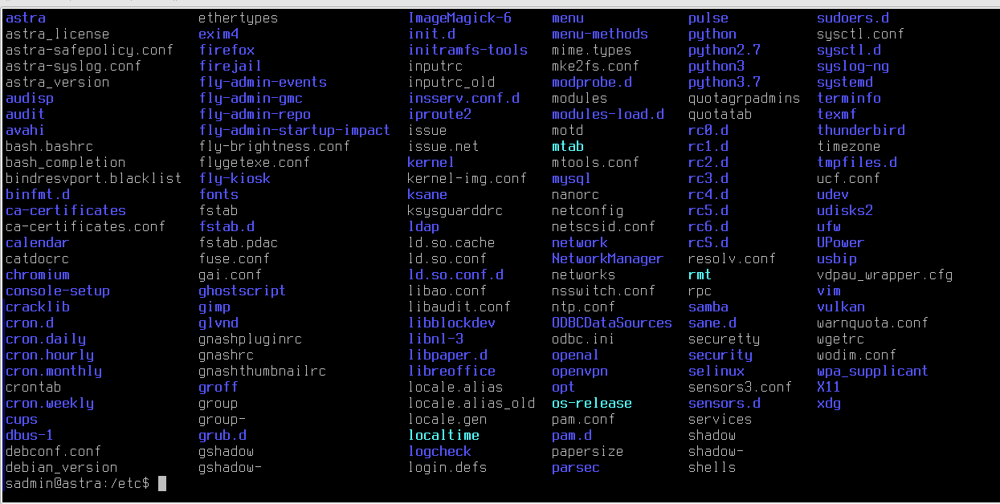 astra ethertypes ImageMagick-6 menu pulse sudoers.d
astra_license exim4 init.d menu-methods python sysctl.conf
astra-safepolicy.conf firefox initramfs-tools mime.types python2.7 sysctl.d
astra-syslog.conf firejail inputrc mke2fs.conf python3 syslog-ng
astra_version fly-admin-events inputrc_old modprobe.d python3.7 systemd
audisp fly-admin-gmc insserv.conf.d modules quotagrpadmins terminfo
audit fly-admin-repo iproute2 modules-load.d quotatab texmf
avahi fly-admin-startup-impact issue motd rc0.d thunderbird
bash.bashrc fly-brightness.conf issue.net mtab rc1.d timezone
bash_completion flygetexe.conf kernel mtools.conf rc2.d tmpfiles.d
bindresvport.blacklist fly-kiosk kernel-img.conf mysql rc3.d ucf.conf
binfmt.d fonts ksane nanorc rc4.d udev
ca-certificates fstab ksysguarddrc netconfig rc5.d udisks2
ca-certificates.conf fstab.d ldap netscsid.conf rc6.d ufw
calendar fstab.pdac ld.so.cache network rcS.d UPower
catdocrc fuse.conf ld.so.conf NetworkManager resolv.conf usbip
chromium gai.conf ld.so.conf.d networks rmt vdpau_wrapper.cfg
console-setup ghostscript libao.conf nsswitch.conf rpc vim
cracklib gimp libaudit.conf ntp.conf samba vulkan
cron.d glvnd libblockdev ODBCDataSources sane.d warnquota.conf
cron.daily gnashpluginrc libnl-3 odbc.ini securetty wgetrc
cron.hourly gnashrc libpaper.d openal security wodim.conf
cron.monthly gnashthumbnailrc libreoffice openvpn selinux wpa_supplicant
crontab groff locale.alias opt sensors3.conf X11
cron.weekly group locale.alias_old os-release sensors.d xdg
cups group- locale.gen pam.conf services
dbus-1 grub.d localtime pam.d shadow
debconf.conf gshadow logcheck papersize shadow-
debian_version gshadow- login.defs parsec shells
sadmin@astra:/etc$